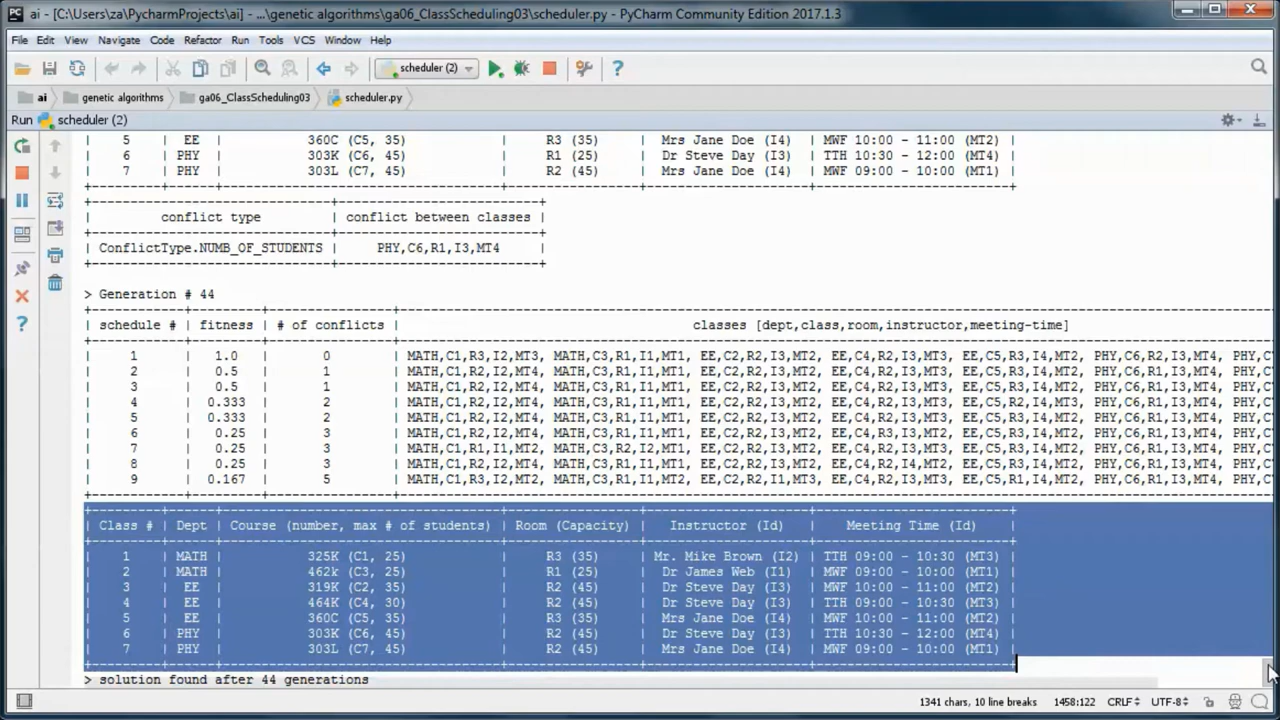 PC ai - [C:\Users\za\PycharmProjects\ai] - ...\genetic algorithms\ga06_ClassScheduling03\scheduler.py - PyCharm Community Edition 2017.1.3
File Edit View Navigate Code Refactor Run Tools VCS Window Help
scheduler (2)
ai genetic algorithms ga06_ClassScheduling03 scheduler.py
Run scheduler (2)
| 5 | EE | 360C (C5, 35) | R3 (35) | Mrs Jane Doe (I4) | MWF 10:00 - 11:00 (MT2) |
| 6 | PHY | 303K (C6, 45) | R1 (25) | Dr Steve Day (I3) | TTH 10:30 - 12:00 (MT4) |
| 7 | PHY | 303L (C7, 45) | R2 (45) | Mrs Jane Doe (I4) | MWF 09:00 - 10:00 (MT1) |
| conflict type | conflict between classes |
| ConflictType.NUMB_OF_STUDENTS | PHY,C6,R1,I3,MT4 |
> Generation # 44
| schedule # | fitness | # of conflicts | classes [dept,class,room,instructor,meeting-time]
| 1 | 1.0 | 0 | MATH,C1,R3,I2,MT3, MATH,C3,R1,I1,MT1, EE,C2,R2,I3,MT2, EE,C4,R2,I3,MT3, EE,C5,R3,I4,MT2, PHY,C6,R2,I3,MT4, PHY,C
| 2 | 0.5 | 1 | MATH,C1,R2,I2,MT4, MATH,C3,R1,I1,MT1, EE,C2,R2,I3,MT2, EE,C4,R2,I3,MT3, EE,C5,R3,I4,MT2, PHY,C6,R1,I3,MT4, PHY,C
| 3 | 0.5 | 1 | MATH,C1,R2,I2,MT4, MATH,C3,R1,I1,MT1, EE,C2,R2,I3,MT2, EE,C4,R2,I3,MT3, EE,C5,R3,I4,MT2, PHY,C6,R1,I3,MT4, PHY,C
| 4 | 0.333 | 2 | MATH,C1,R2,I2,MT4, MATH,C3,R1,I1,MT1, EE,C2,R2,I3,MT2, EE,C4,R2,I3,MT3, EE,C5,R2,I4,MT2, PHY,C6,R1,I3,MT4, PHY,C
| 5 | 0.333 | 2 | MATH,C1,R2,I2,MT4, MATH,C3,R1,I1,MT1, EE,C2,R2,I3,MT2, EE,C4,R2,I3,MT3, EE,C5,R2,I4,MT2, PHY,C6,R1,I3,MT4, PHY,C
| 6 | 0.25 | 3 | MATH,C1,R2,I2,MT4, MATH,C3,R1,I1,MT1, EE,C2,R2,I3,MT2, EE,C4,R3,I3,MT2, EE,C5,R3,I4,MT2, PHY,C6,R1,I3,MT4, PHY,C
| 7 | 0.25 | 3 | MATH,C1,R1,I1,MT2, MATH,C3,R2,I2,MT1, EE,C2,R2,I3,MT2, EE,C4,R2,I3,MT3, EE,C5,R3,I4,MT2, PHY,C6,R1,I3,MT4, PHY,C
| 8 | 0.25 | 3 | MATH,C1,R2,I2,MT4, MATH,C3,R1,I1,MT1, EE,C2,R2,I3,MT2, EE,C4,R2,I4,MT2, EE,C5,R3,I4,MT2, PHY,C6,R1,I3,MT4, PHY,C
| 9 | 0.167 | 5 | MATH,C1,R3,I2,MT2, MATH,C3,R1,I1,MT1, EE,C2,R2,I1,MT3, EE,C4,R2,I3,MT3, EE,C5,R1,I4,MT2, PHY,C6,R1,I3,MT4, PHY,C
| Class # | Dept | Course (number, max # of students) | Room (Capacity) | Instructor (Id) | Meeting Time (Id) |
| 1 | MATH | 325K (C1, 25) | R3 (35) | Mr. Mike Brown (I2) | TTH 09:00 - 10:30 (MT3) |
| 2 | MATH | 462k (C3, 25) | R1 (25) | Dr James Web (I1) | MWF 09:00 - 10:00 (MT1) |
| 3 | EE | 319K (C2, 35) | R2 (45) | Dr Steve Day (I3) | MWF 10:00 - 11:00 (MT2) |
| 4 | EE | 464K (C4, 30) | R2 (45) | Dr Steve Day (I3) | TTH 09:00 - 10:30 (MT3) |
| 5 | EE | 360C (C5, 35) | R3 (35) | Mrs Jane Doe (I4) | MWF 10:00 - 11:00 (MT2) |
| 6 | PHY | 303K (C6, 45) | R2 (45) | Dr Steve Day (I3) | TTH 10:30 - 12:00 (MT4) |
| 7 | PHY | 303L (C7, 45) | R2 (45) | Mrs Jane Doe (I4) | MWF 09:00 - 10:00 (MT1) |
> solution found after 44 generations
1341 chars, 10 line breaks 1458:122 CRLF UTF-8